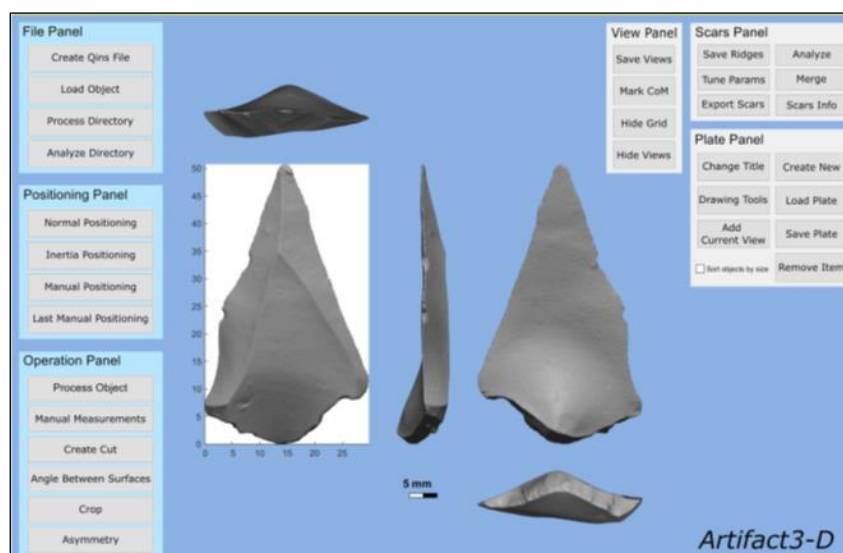 File Panel
Create Qins File
Load Object
Process Directory
Analyze Directory
Positioning Panel
Normal Positioning
Inertia Positioning
Manual Positioning
Last Manual Positioning
Operation Panel
Process Object
Manual Measurements
Create Cut
Angle Between Surfaces
Crop
Asymmetry
50
45
40
35
30
25
20
15
10
5
0
0 5 10 15 20 25
5 mm
View Panel
Save Views
Mark CoM
Hide Grid
Hide Views
Scars Panel
Save Ridges Analyze
Tune Params Merge
Export Scars Scars Info
Plate Panel
Change Title Create New
Drawing Tools Load Plate
Add
Current View Save Plate
Sort objects by size Remove Item
Artifact3-D